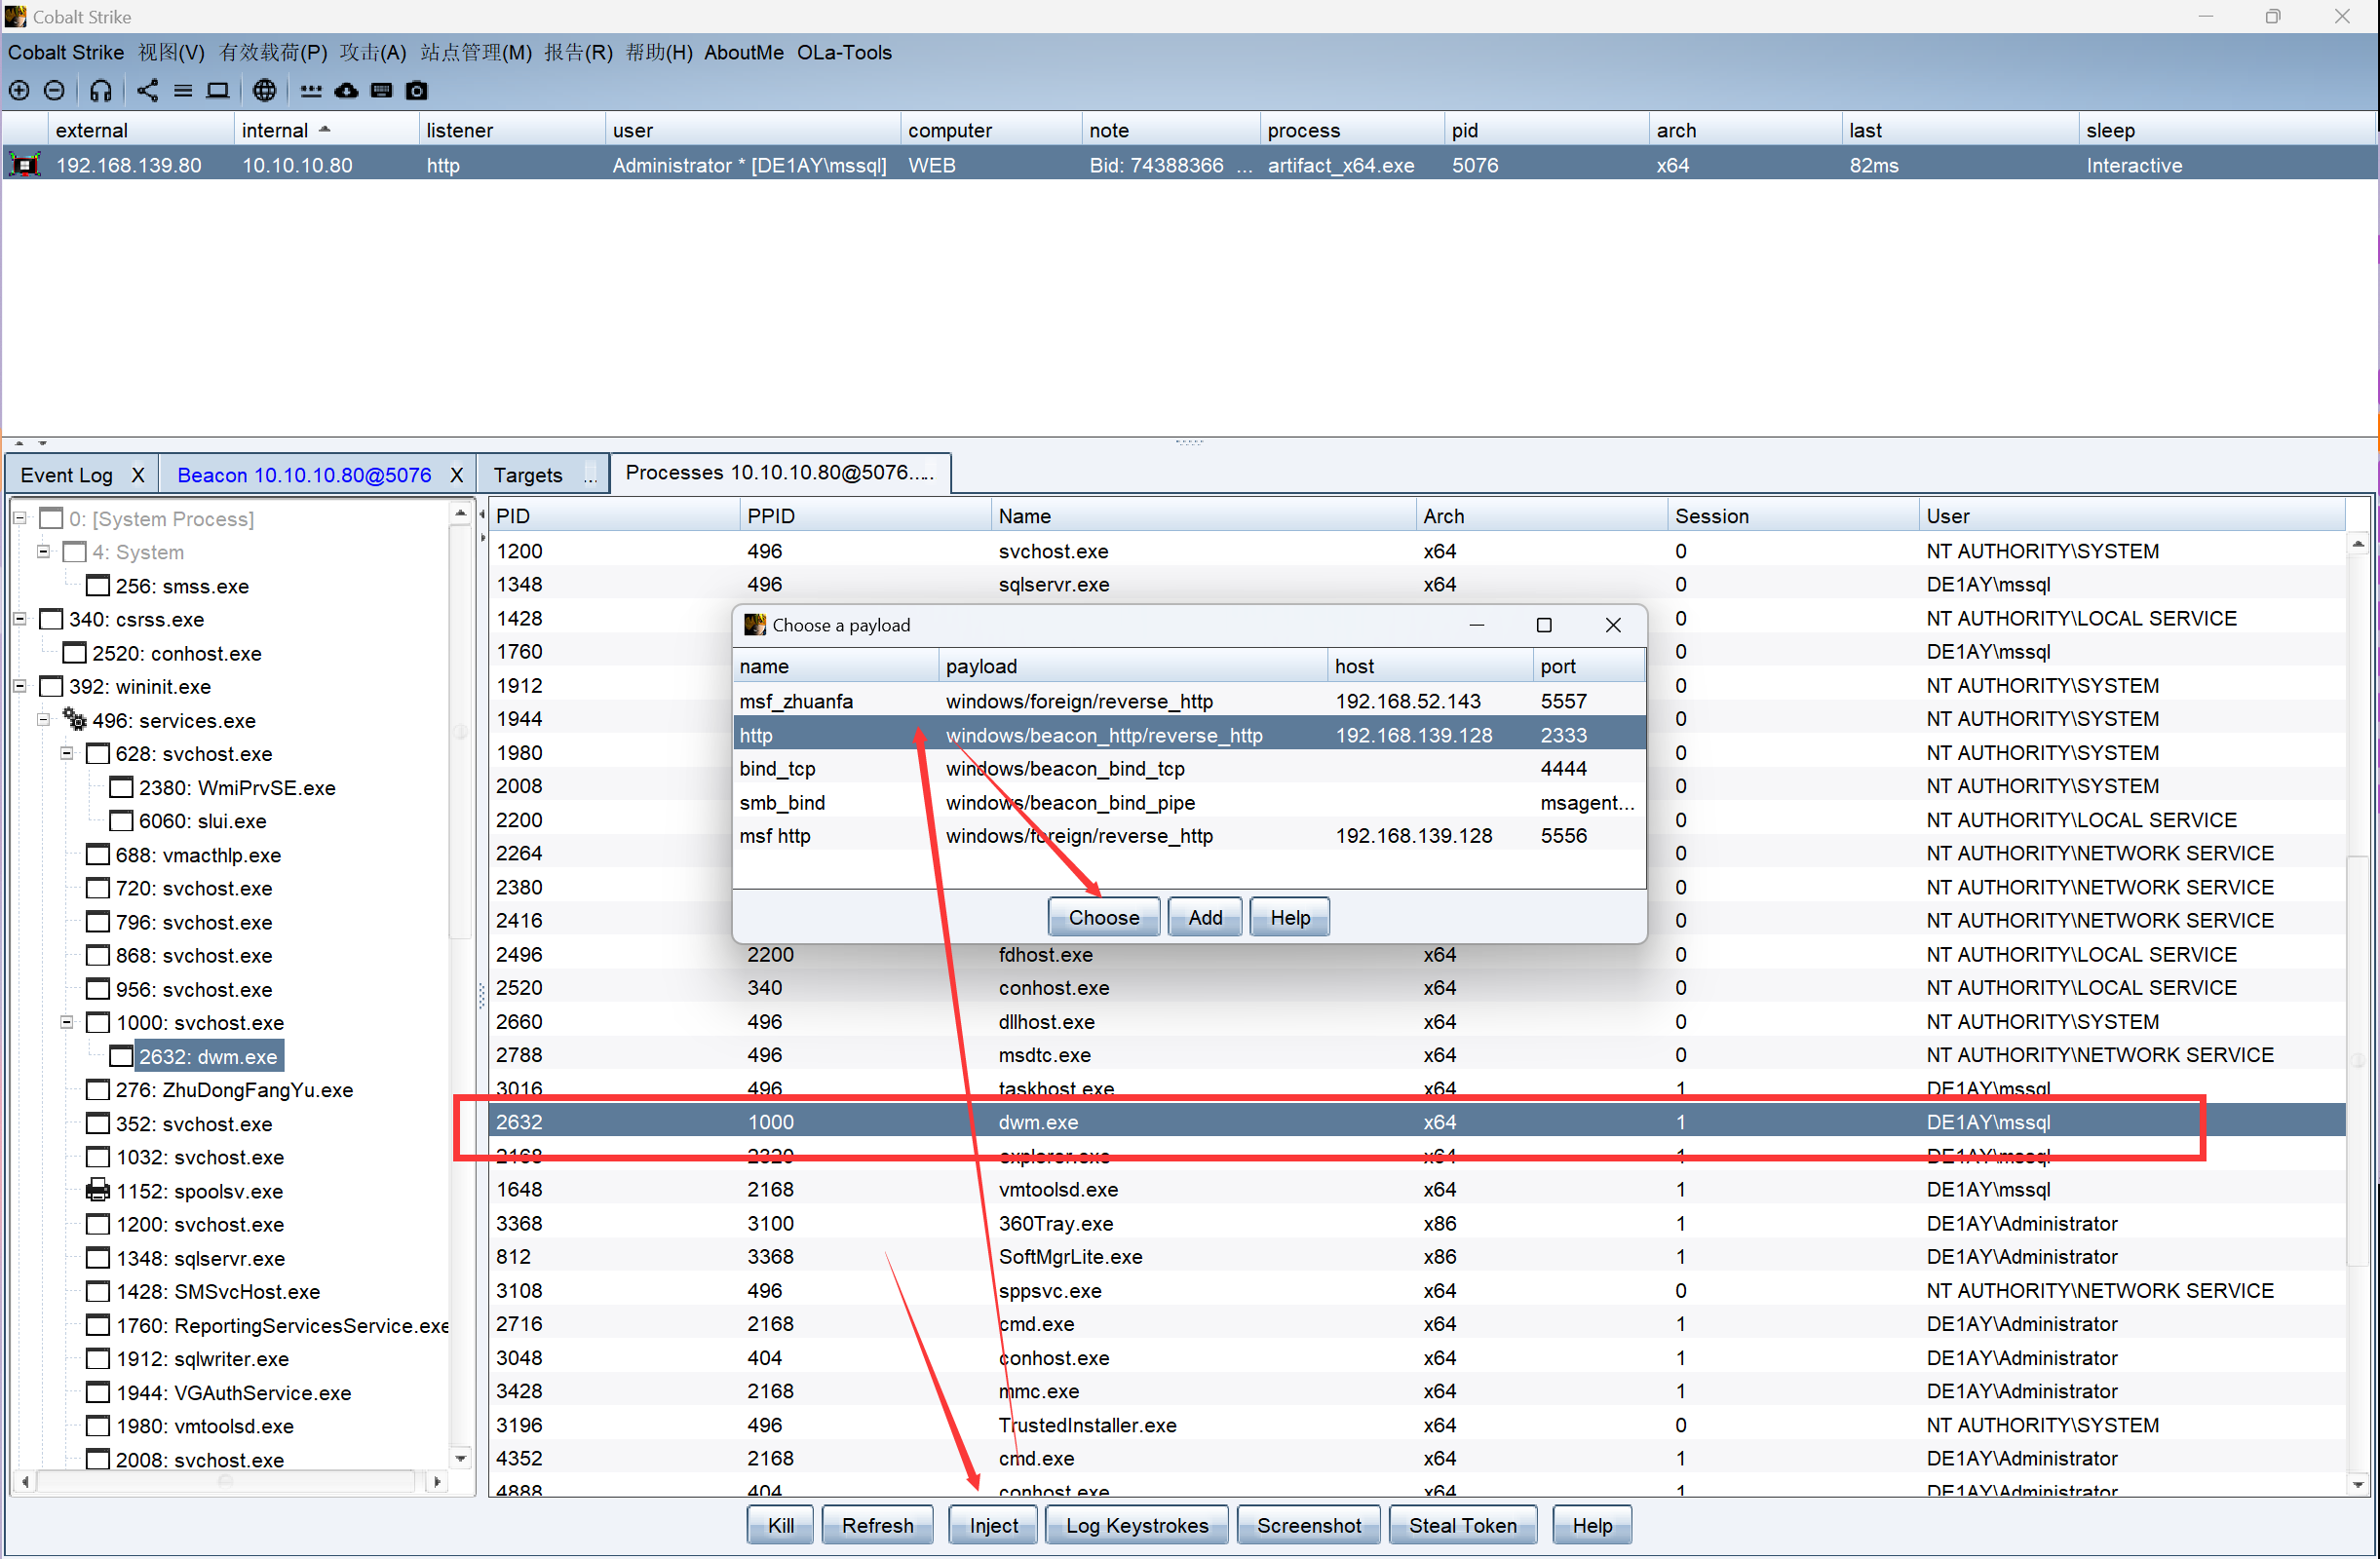 Cobalt Strike
Cobalt Strike 视图(V) 有效载荷(P) 攻击(A) 站点管理(M) 报告(R) 帮助(H) AboutMe OLa-Tools
external internal listener user computer note process pid arch last sleep
192.168.139.80 10.10.10.80 http Administrator * [DE1AY\mssql] WEB Bid: 74388366 ... artifact_x64.exe 5076 x64 82ms Interactive
Event Log X Beacon 10.10.10.80@5076 X Targets ... Processes 10.10.10.80@5076.....
0: [System Process]
4: System
256: smss.exe
340: csrss.exe
2520: conhost.exe
392: wininit.exe
496: services.exe
628: svchost.exe
2380: WmiPrvSE.exe
6060: slui.exe
688: vmacthlp.exe
720: svchost.exe
796: svchost.exe
868: svchost.exe
956: svchost.exe
1000: svchost.exe
2632: dwm.exe
276: ZhuDongFangYu.exe
352: svchost.exe
1032: svchost.exe
1152: spoolsv.exe
1200: svchost.exe
1348: sqlservr.exe
1428: SMSvcHost.exe
1760: ReportingServicesService.exe
1912: sqlwriter.exe
1944: VGAuthService.exe
1980: vmtoolsd.exe
2008: svchost.exe
PID PPID Name Arch Session User
1200 496 svchost.exe x64 0 NT AUTHORITY\SYSTEM
1348 496 sqlservr.exe x64 0 DE1AY\mssql
1428 0 NT AUTHORITY\LOCAL SERVICE
1760 0 DE1AY\mssql
1912 0 NT AUTHORITY\SYSTEM
1944 0 NT AUTHORITY\SYSTEM
1980 0 NT AUTHORITY\SYSTEM
2008 0 NT AUTHORITY\SYSTEM
2200 0 NT AUTHORITY\LOCAL SERVICE
2264 0 NT AUTHORITY\NETWORK SERVICE
2380 0 NT AUTHORITY\NETWORK SERVICE
2416 0 NT AUTHORITY\NETWORK SERVICE
2496 2200 fdhost.exe x64 0 NT AUTHORITY\LOCAL SERVICE
2520 340 conhost.exe x64 0 NT AUTHORITY\LOCAL SERVICE
2660 496 dllhost.exe x64 0 NT AUTHORITY\SYSTEM
2788 496 msdtc.exe x64 0 NT AUTHORITY\NETWORK SERVICE
3016 496 taskhost.exe x64 1 DE1AY\mssql
2632 1000 dwm.exe x64 1 DE1AY\mssql
2168 2320 explorer.exe x64 1 DE1AY\mssql
1648 2168 vmtoolsd.exe x64 1 DE1AY\mssql
3368 3100 360Tray.exe x86 1 DE1AY\Administrator
812 3368 SoftMgrLite.exe x86 1 DE1AY\Administrator
3108 496 sppsvc.exe x64 0 NT AUTHORITY\NETWORK SERVICE
2716 2168 cmd.exe x64 1 DE1AY\Administrator
3048 404 conhost.exe x64 1 DE1AY\Administrator
3428 2168 mmc.exe x64 1 DE1AY\Administrator
3196 496 TrustedInstaller.exe x64 0 NT AUTHORITY\SYSTEM
4352 2168 cmd.exe x64 1 DE1AY\Administrator
4888 404 conhost.exe x64 1 DE1AY\Administrator
Choose a payload
name payload host port
msf_zhuanfa windows/foreign/reverse_http 192.168.52.143 5557
http windows/beacon_http/reverse_http 192.168.139.128 2333
bind_tcp windows/beacon_bind_tcp 4444
smb_bind windows/beacon_bind_pipe msagent...
msf http windows/foreign/reverse_http 192.168.139.128 5556
Choose Add Help
Kill Refresh Inject Log Keystrokes Screenshot Steal Token Help